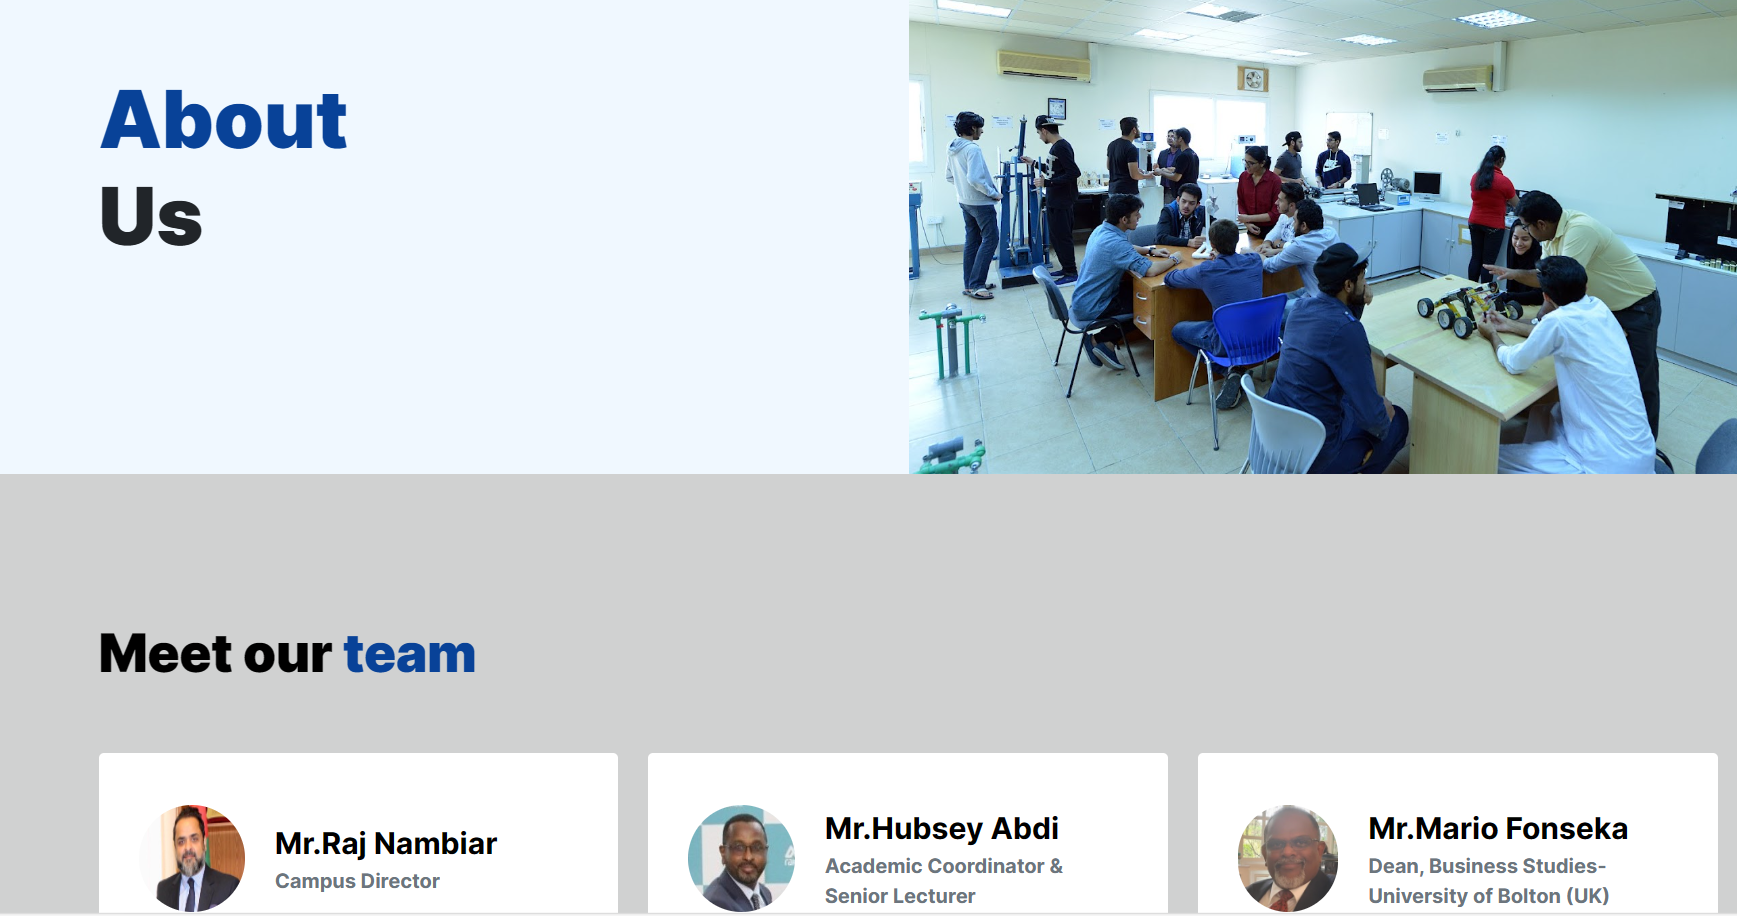 About
Us
Meet our team
Mr.Raj Nambiar
Campus Director
Mr.Hubsey Abdi
Academic Coordinator &
Senior Lecturer
Mr.Mario Fonseka
Dean, Business Studies-
University of Bolton (UK)